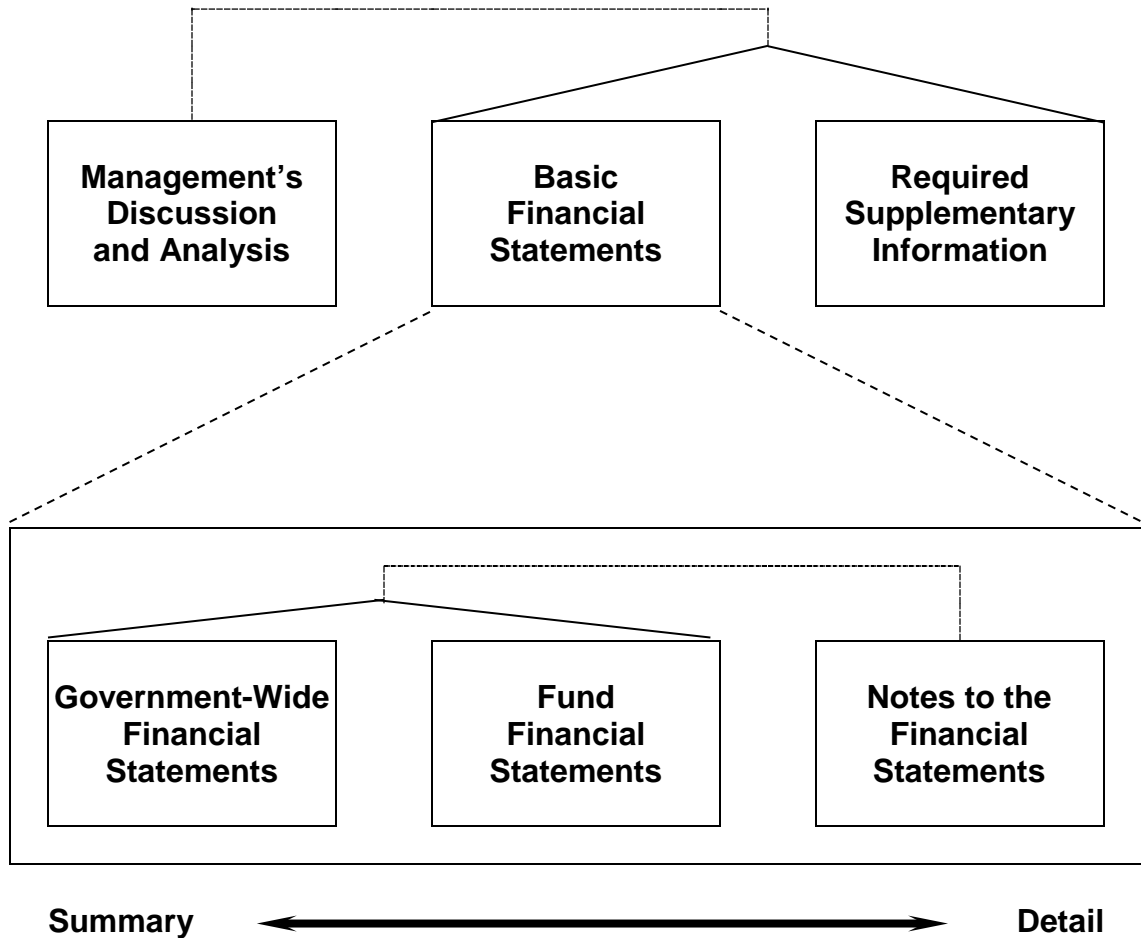 Management’s
Discussion
and Analysis
Basic
Financial
Statements
Required
Supplementary
Information
Government-Wide
Financial
Statements
Fund
Financial
Statements
Notes to the
Financial
Statements
Summary
Detail